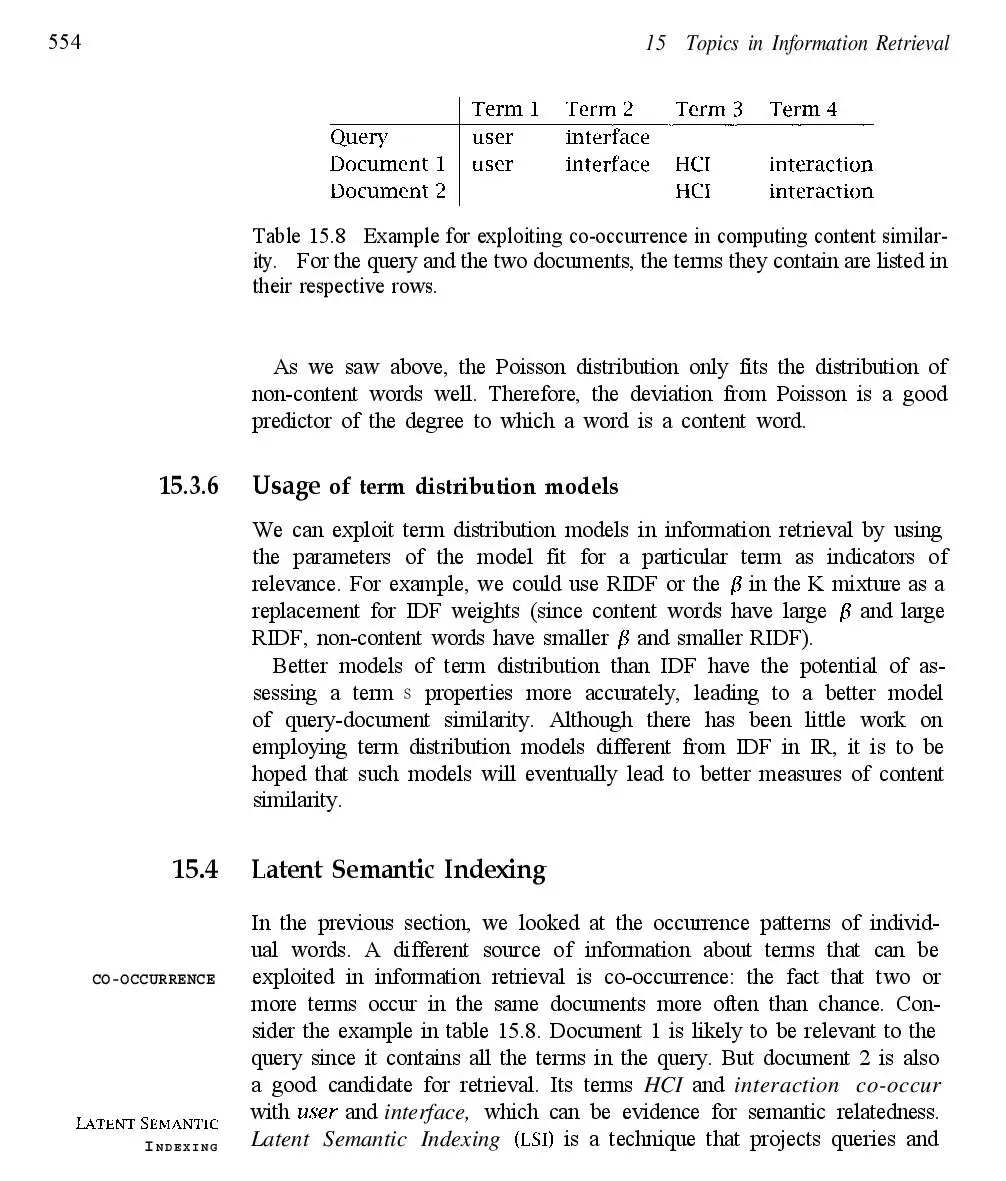 554
15 Topics in Information Retrieval
Term 1 Term 2 Term 3 Term 4
Query user interface
Document 1 user interface HCI interaction
Document 2 HCI interaction
Table 15.8 Example for exploiting co-occurrence in computing content similar-
ity. For the query and the two documents, the terms they contain are listed in
their respective rows.
As we saw above, the Poisson distribution only fits the distribution of
non-content words well. Therefore, the deviation from Poisson is a good
predictor of the degree to which a word is a content word.
15.3.6 Usage of term distribution models
We can exploit term distribution models in information retrieval by using
the parameters of the model fit for a particular term as indicators of
relevance. For example, we could use RIDF or the β in the K mixture as a
replacement for IDF weights (since content words have large β and large
RIDF, non-content words have smaller β and smaller RIDF).
Better models of term distribution than IDF have the potential of as-
sessing a term s properties more accurately, leading to a better model
of query-document similarity. Although there has been little work on
employing term distribution models different from IDF in IR, it is to be
hoped that such models will eventually lead to better measures of content
similarity.
15.4 Latent Semantic Indexing
In the previous section, we looked at the occurrence patterns of individ-
ual words. A different source of information about terms that can be
CO-OCCURRENCE exploited in information retrieval is co-occurrence: the fact that two or
more terms occur in the same documents more often than chance. Con-
sider the example in table 15.8. Document 1 is likely to be relevant to the
query since it contains all the terms in the query. But document 2 is also
a good candidate for retrieval. Its terms HCI and interaction co-occur
LATENT SEMANTIC with user and interface, which can be evidence for semantic relatedness.
INDEXING Latent Semantic Indexing (LSI) is a technique that projects queries and